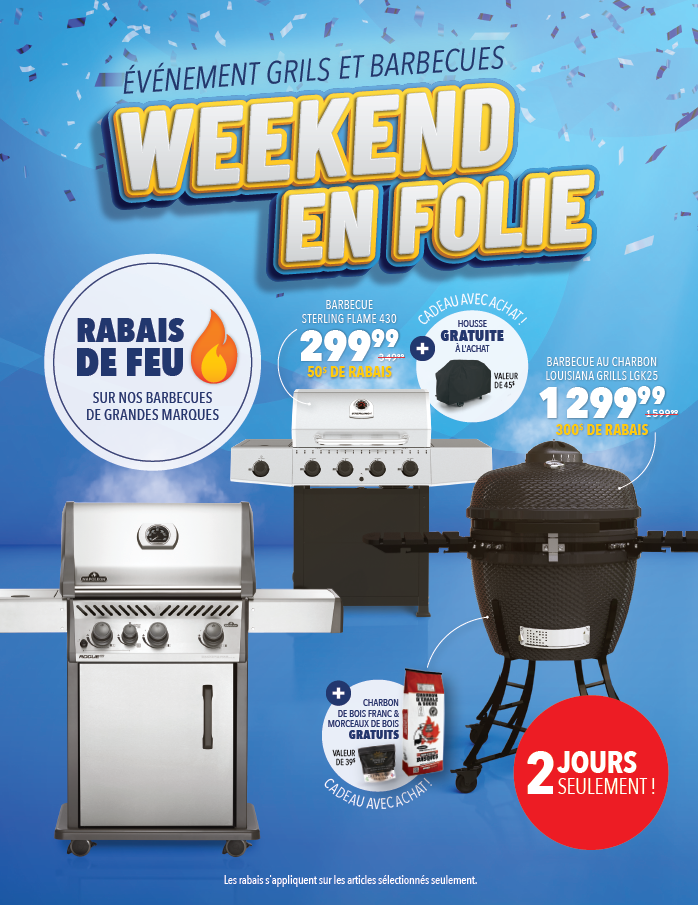 ÉVÉNEMENT GRILS ET BARBECUES
WEEKEND
EN FOLIE
RABAIS
DE FEU
SUR NOS BARBECUES
DE GRANDES MARQUES
BARBECUE
STERLING FLAME 430
299⁹⁹
349⁹⁹
50$ DE RABAIS
CADEAU AVEC ACHAT !
+
HOUSSE
GRATUITE
À L'ACHAT
VALEUR
DE 45$
BARBECUE AU CHARBON
LOUISIANA GRILLS LGK25
1 299⁹⁹
1 599⁹⁹
300$ DE RABAIS
NAPOLEON
ROGUE
+
CHARBON
DE BOIS FRANC &
MORCEAUX DE BOIS
GRATUITS
VALEUR
DE 39$
CADEAU AVEC ACHAT !
2 JOURS
SEULEMENT !
Les rabais s'appliquent sur les articles sélectionnés seulement.